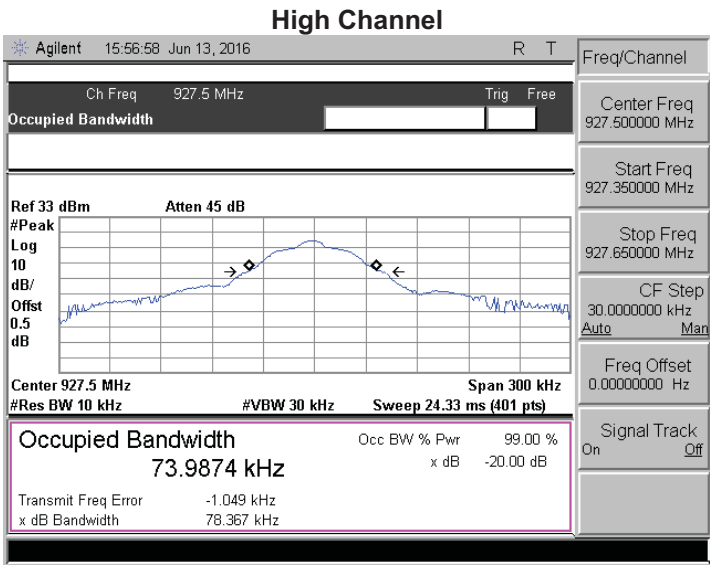 High Channel
Agilent 15:56:58 Jun 13, 2016 R T
Ch Freq 927.5 MHz Trig Free
Occupied Bandwidth
Ref 33 dBm Atten 45 dB
#Peak
Log
10
dB/
Offst
0.5
dB
Center 927.5 MHz Span 300 kHz
#Res BW 10 kHz #VBW 30 kHz Sweep 24.33 ms (401 pts)
Occupied Bandwidth
73.9874 kHz
Occ BW % Pwr 99.00 %
x dB -20.00 dB
Transmit Freq Error -1.049 kHz
x dB Bandwidth 78.367 kHz
Freq/Channel
Center Freq
927.500000 MHz
Start Freq
927.350000 MHz
Stop Freq
927.650000 MHz
CF Step
30.0000000 kHz
Auto Man
Freq Offset
0.00000000 Hz
Signal Track
On Off